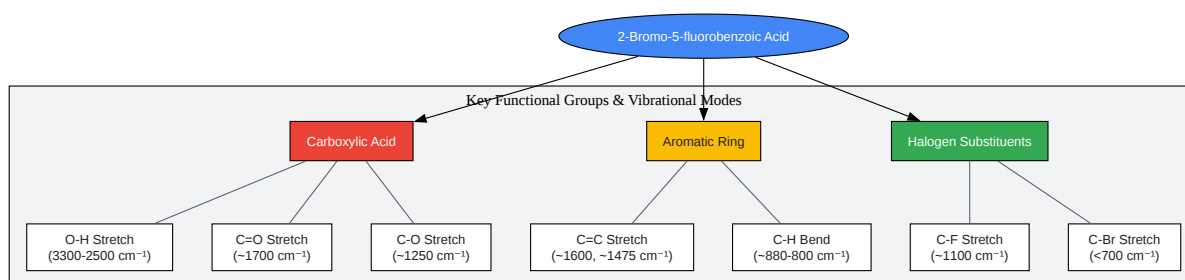 2-Bromo-5-fluorobenzoic Acid
Key Functional Groups & Vibrational Modes
Carboxylic Acid
Aromatic Ring
Halogen Substituents
O-H Stretch
(3300-2500 cm⁻¹)
C=O Stretch
(~1700 cm⁻¹)
C-O Stretch
(~1250 cm⁻¹)
C=C Stretch
(~1600, ~1475 cm⁻¹)
C-H Bend
(~880-800 cm⁻¹)
C-F Stretch
(~1100 cm⁻¹)
C-Br Stretch
(<700 cm⁻¹)